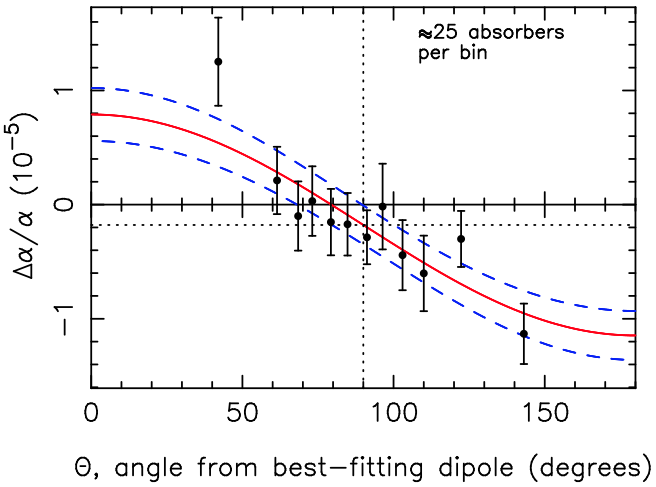 ≈25 absorbers
per bin
Δα/α (10⁻⁵)
1
0
−1
0 50 100 150
Θ, angle from best−fitting dipole (degrees)